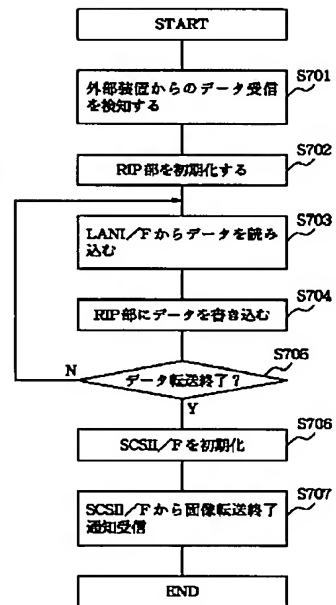 START
S701
外部装置からのデータ受信
を検知する
S702
RIP部を初期化する
S703
LANI/Fからデータを読み
込む
S704
RIP部にデータを書き込む
S705
データ転送終了?
N
Y
S706
SCSII/Fを初期化
S707
SCSII/Fから画像転送終了
通知受信
END